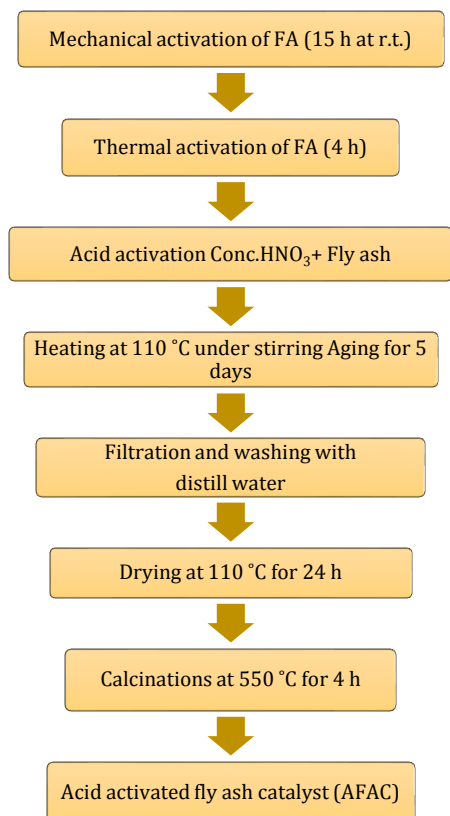 Mechanical activation of FA (15 h at r.t.)
Thermal activation of FA (4 h)
Acid activation Conc.HNO₃+ Fly ash
Heating at 110 ˚C under stirring Aging for 5
days
Filtration and washing with
distill water
Drying at 110 ˚C for 24 h
Calcinations at 550 ˚C for 4 h
Acid activated fly ash catalyst (AFAC)